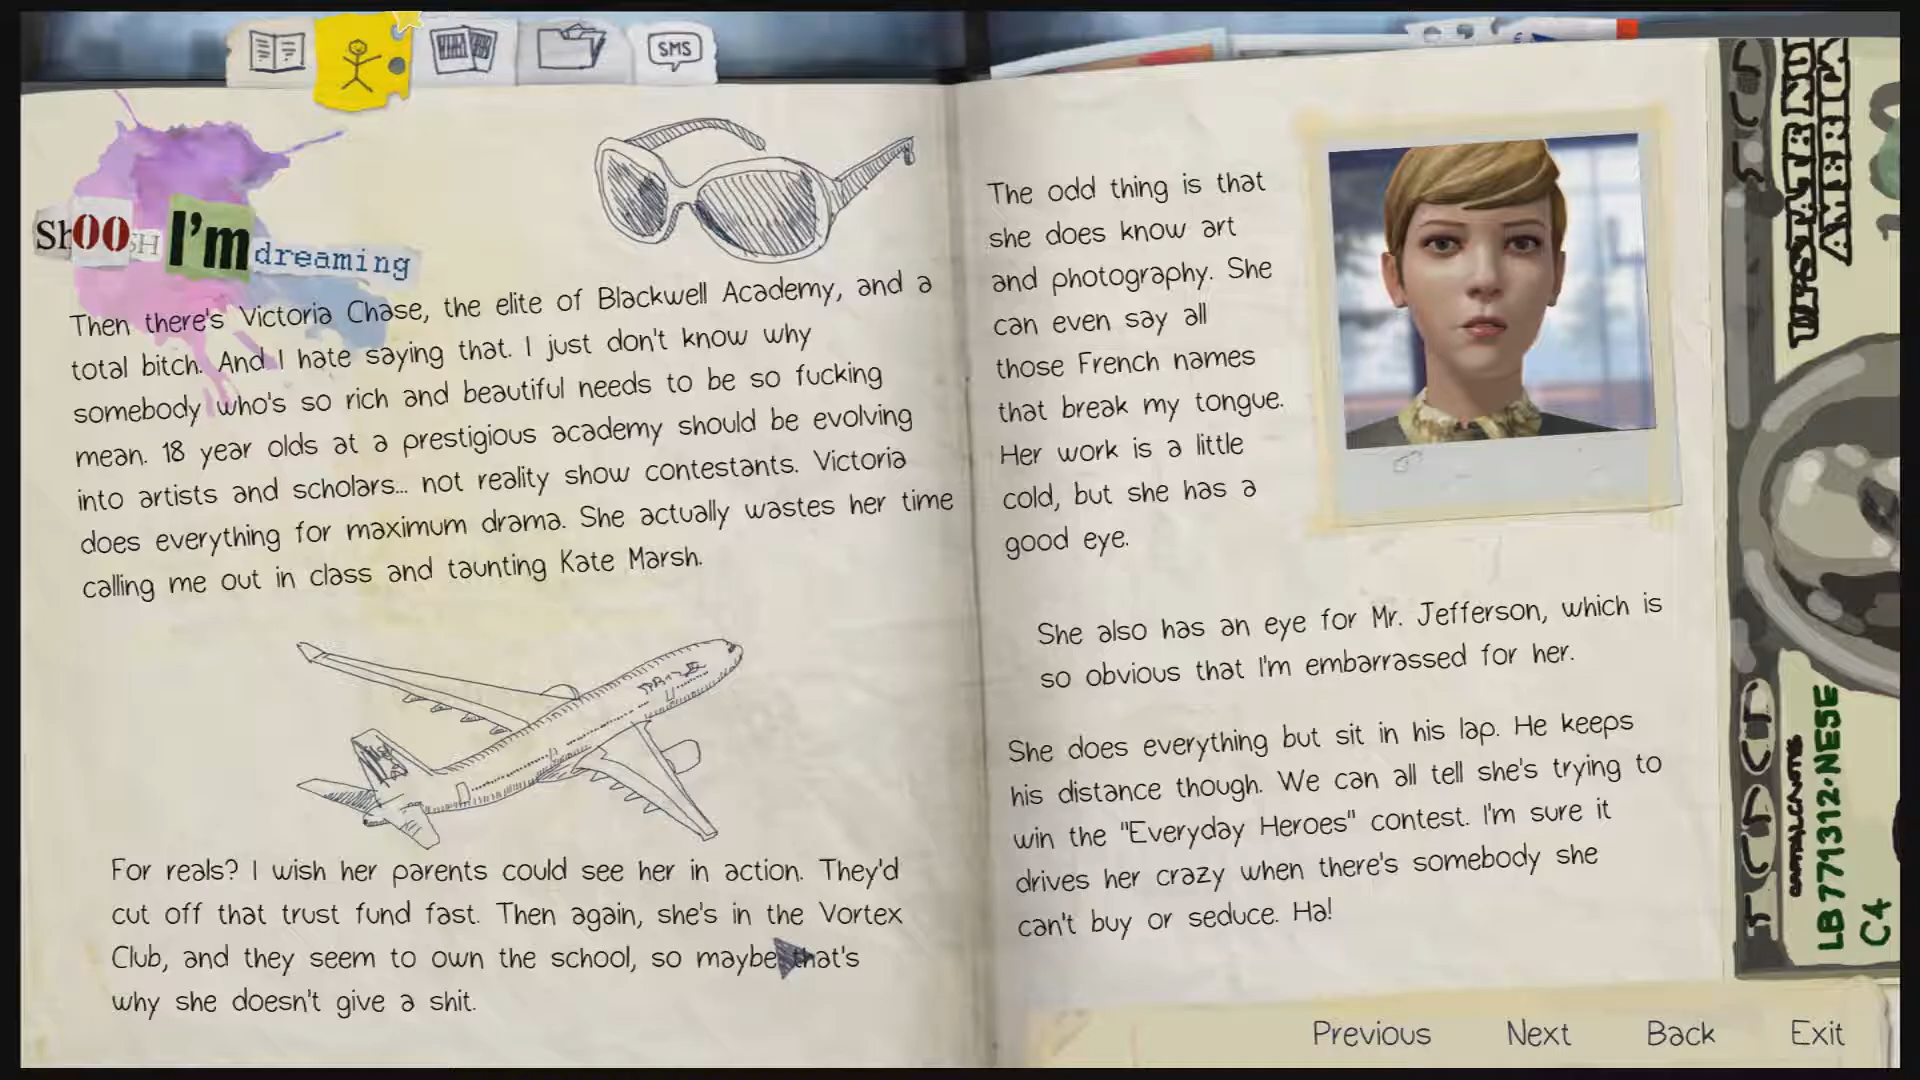 SMS
ShOOSH I'm dreaming
Then there's Victoria Chase, the elite of Blackwell Academy, and a
total bitch. And I hate saying that. I just don't know why
somebody who's so rich and beautiful needs to be so fucking
mean. 18 year olds at a prestigious academy should be evolving
into artists and scholars... not reality show contestants. Victoria
does everything for maximum drama. She actually wastes her time
calling me out in class and taunting Kate Marsh.
For reals? I wish her parents could see her in action. They'd
cut off that trust fund fast. Then again, she's in the Vortex
Club, and they seem to own the school, so maybe that's
why she doesn't give a shit.
The odd thing is that
she does know art
and photography. She
can even say all
those French names
that break my tongue.
Her work is a little
cold, but she has a
good eye.
She also has an eye for Mr. Jefferson, which is
so obvious that I'm embarrassed for her.
She does everything but sit in his lap. He keeps
his distance though. We can all tell she's trying to
win the "Everyday Heroes" contest. I'm sure it
drives her crazy when there's somebody she
can't buy or seduce. Ha!
AMERICA
LB771312·NESE
C4
Previous Next Back Exit